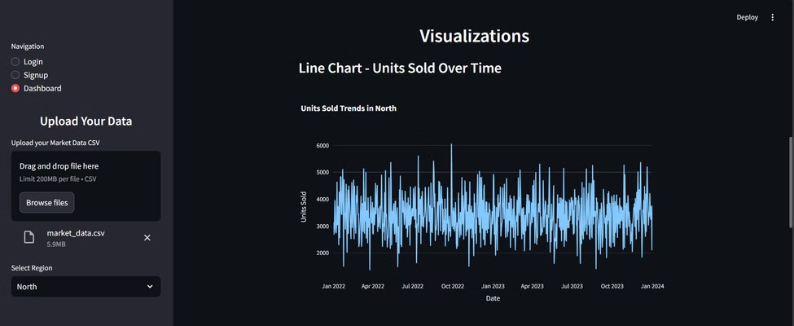 Deploy
Navigation
Login
Signup
Dashboard
Upload Your Data
Upload your Market Data CSV
Drag and drop file here
Limit 200MB per file • CSV
Browse files
market_data.csv
5.9MB
Select Region
North
Visualizations
Line Chart - Units Sold Over Time
Units Sold Trends in North
6000
5000
4000
3000
2000
Units Sold
Jan 2022 Apr 2022 Jul 2022 Oct 2022 Jan 2023 Apr 2023 Jul 2023 Oct 2023 Jan 2024
Date